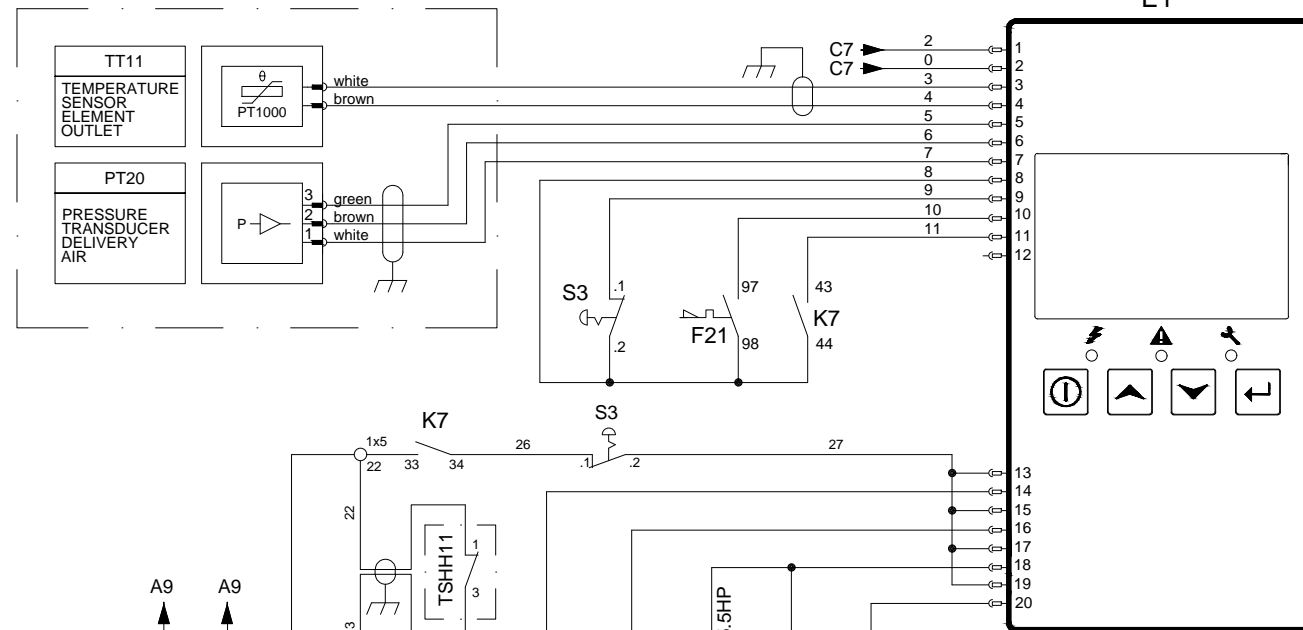 TT11
TEMPERATURE
SENSOR
ELEMENT
OUTLET
θ
PT1000
white
brown
PT20
PRESSURE
TRANSDUCER
DELIVERY
AIR
P
3 green
2 brown
1 white
C7 2 1
C7 0 2
3 3
4 4
5 5
6 6
7 7
8 8
9 9
10 10
11 11
12
S3
.1
.2
F21
97
98
43
K7
44
K7
1x5
22 33 34
26
S3
.1 .2
27
22
TSHH11
1
3
3
A9 A9
.5HP
13
14
15
16
17
18
19
20